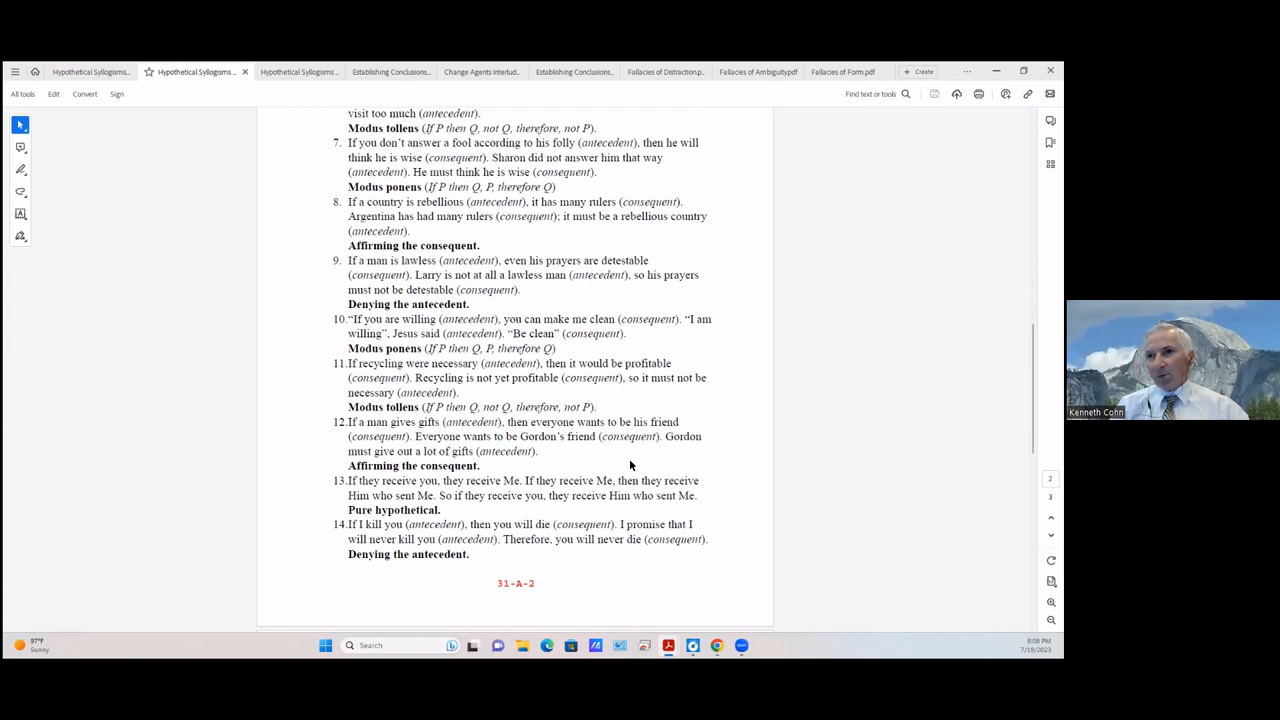 Hypothetical Syllogisms...
Hypothetical Syllogisms ...
Hypothetical Syllogisms ...
Establishing Conclusions...
Change Agents Interlud...
Establishing Conclusions...
Fallacies of Distraction.p...
Fallacies of Ambiguity.pdf
Fallacies of Form.pdf
Create
All tools
Edit
Convert
Sign
Find text or tools
visit too much (antecedent).
Modus tollens (If P then Q, not Q, therefore, not P).
7. If you don't answer a fool according to his folly (antecedent), then he will
think he is wise (consequent). Sharon did not answer him that way
(antecedent). He must think he is wise (consequent).
Modus ponens (If P then Q, P, therefore Q)
8. If a country is rebellious (antecedent), it has many rulers (consequent).
Argentina has had many rulers (consequent); it must be a rebellious country
(antecedent).
Affirming the consequent.
9. If a man is lawless (antecedent), even his prayers are detestable
(consequent). Larry is not at all a lawless man (antecedent), so his prayers
must not be detestable (consequent).
Denying the antecedent.
10. "If you are willing (antecedent), you can make me clean (consequent). "I am
willing", Jesus said (antecedent). "Be clean" (consequent).
Modus ponens (If P then Q, P, therefore Q)
11. If recycling were necessary (antecedent), then it would be profitable
(consequent). Recycling is not yet profitable (consequent), so it must not be
necessary (antecedent).
Modus tollens (If P then Q, not Q, therefore, not P).
12. If a man gives gifts (antecedent), then everyone wants to be his friend
(consequent). Everyone wants to be Gordon's friend (consequent). Gordon
must give out a lot of gifts (antecedent).
Affirming the consequent.
13. If they receive you, they receive Me. If they receive Me, then they receive
Him who sent Me. So if they receive you, they receive Him who sent Me.
Pure hypothetical.
14. If I kill you (antecedent), then you will die (consequent). I promise that I
will never kill you (antecedent). Therefore, you will never die (consequent).
Denying the antecedent.
31-A-2
2
3
Kenneth Cohn
97°F
Sunny
Search
8:08 PM
7/19/2023